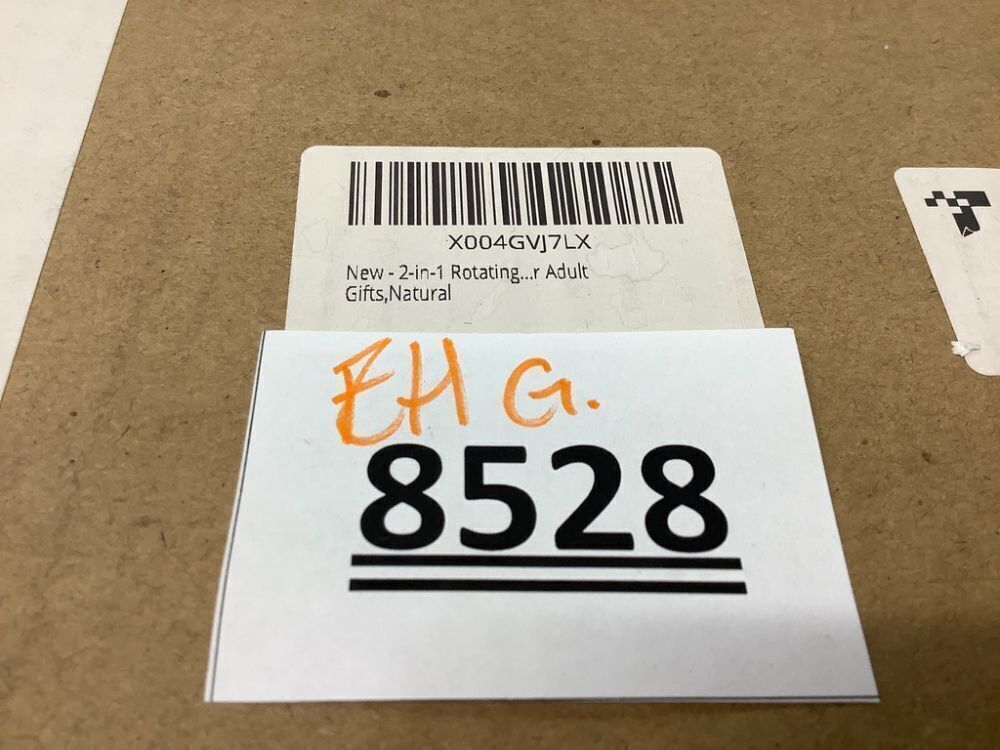 X004GVJ7LX
New - 2-in-1 Rotating...r Adult
Gifts,Natural
EH G.
8528